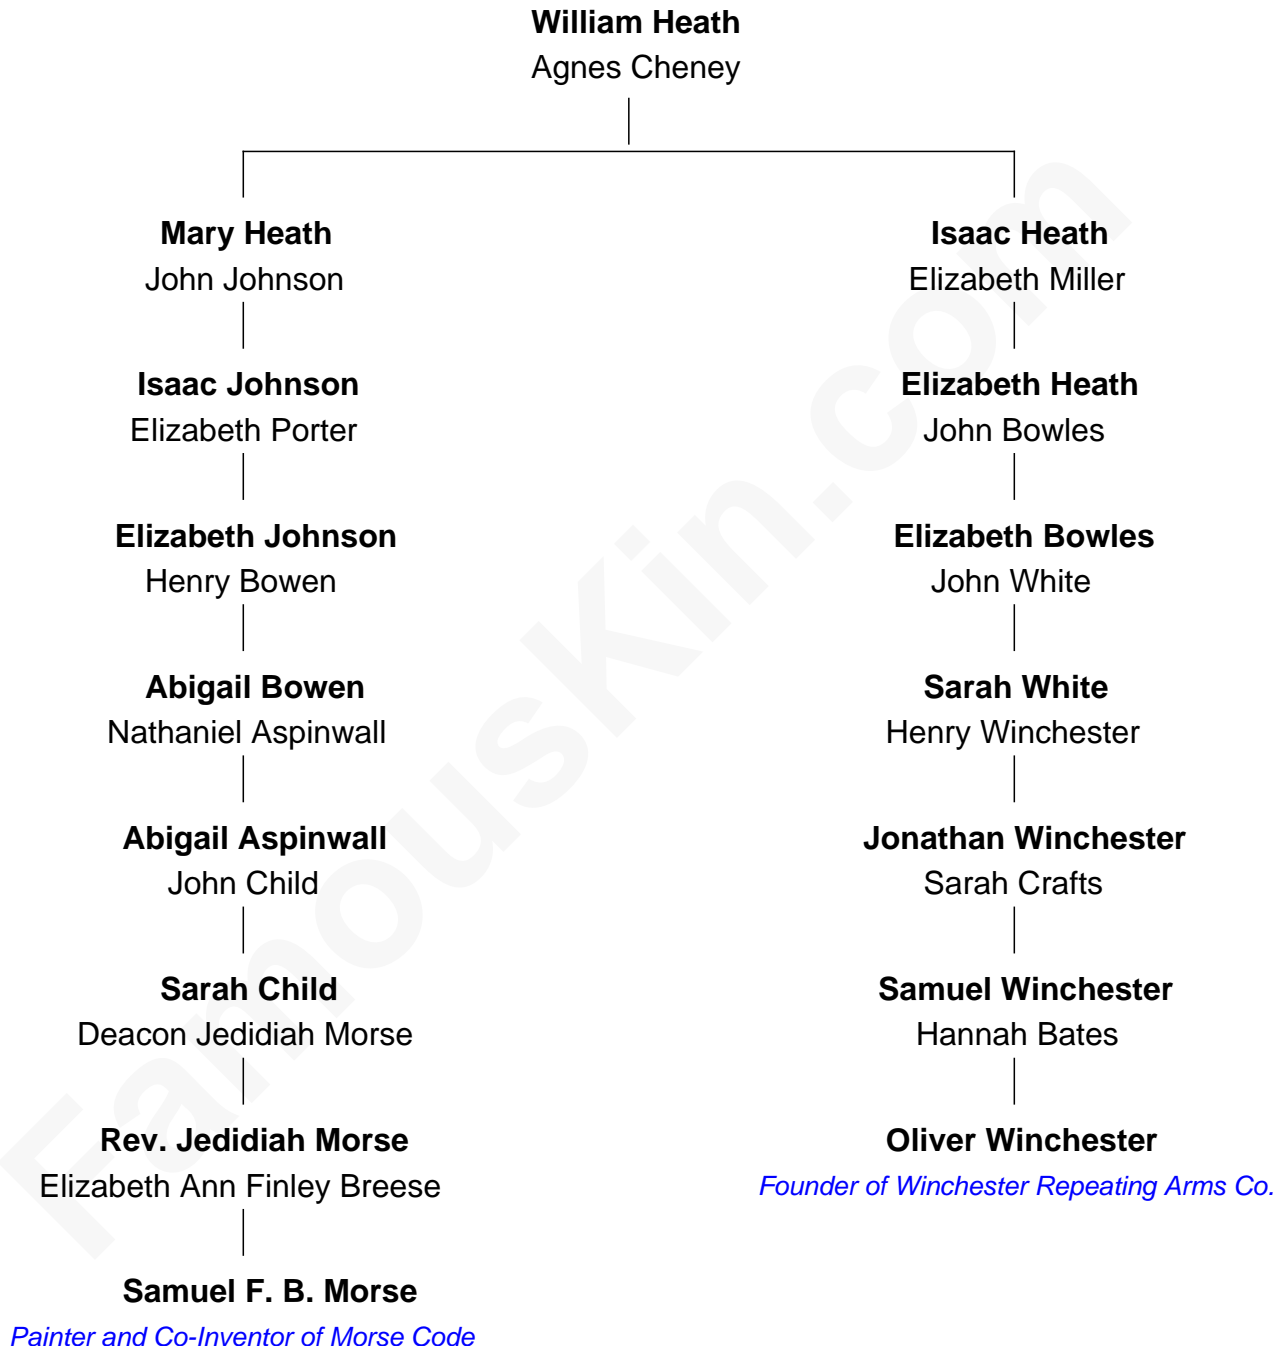 William Heath
Agnes Cheney
Mary Heath
John Johnson
Isaac Heath
Elizabeth Miller
Isaac Johnson
Elizabeth Porter
Elizabeth Heath
John Bowles
Elizabeth Johnson
Henry Bowen
Elizabeth Bowles
John White
Abigail Bowen
Nathaniel Aspinwall
Sarah White
Henry Winchester
Abigail Aspinwall
John Child
Jonathan Winchester
Sarah Crafts
Sarah Child
Deacon Jedidiah Morse
Samuel Winchester
Hannah Bates
Rev. Jedidiah Morse
Elizabeth Ann Finley Breese
Oliver Winchester
Founder of Winchester Repeating Arms Co.
Samuel F. B. Morse
Painter and Co-Inventor of Morse Code
FamousKin.com